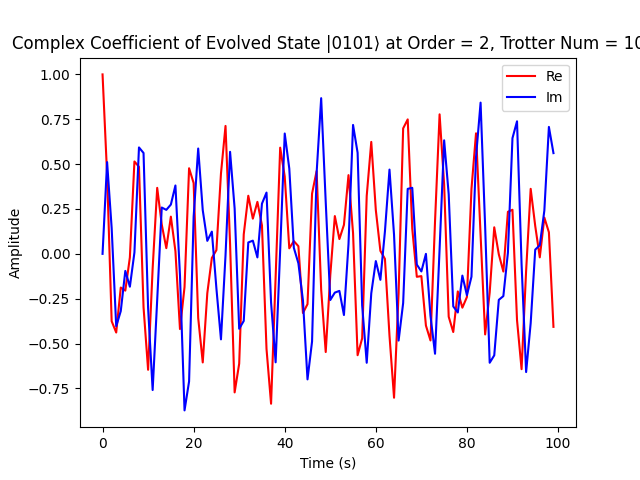 Complex Coefficient of Evolved State |0101⟩ at Order = 2, Trotter Num = 10
Re
Im
1.00
0.75
0.50
0.25
0.00
−0.25
−0.50
−0.75
Amplitude
0 20 40 60 80 100
Time (s)